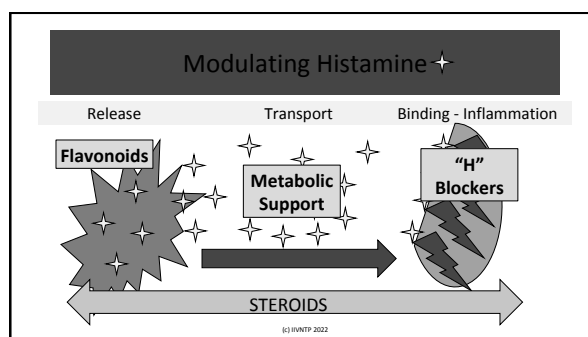 Modulating Histamine
Release Transport Binding - Inflammation
Flavonoids
Metabolic
Support
“H”
Blockers
STEROIDS
(c) IIVNTP 2022